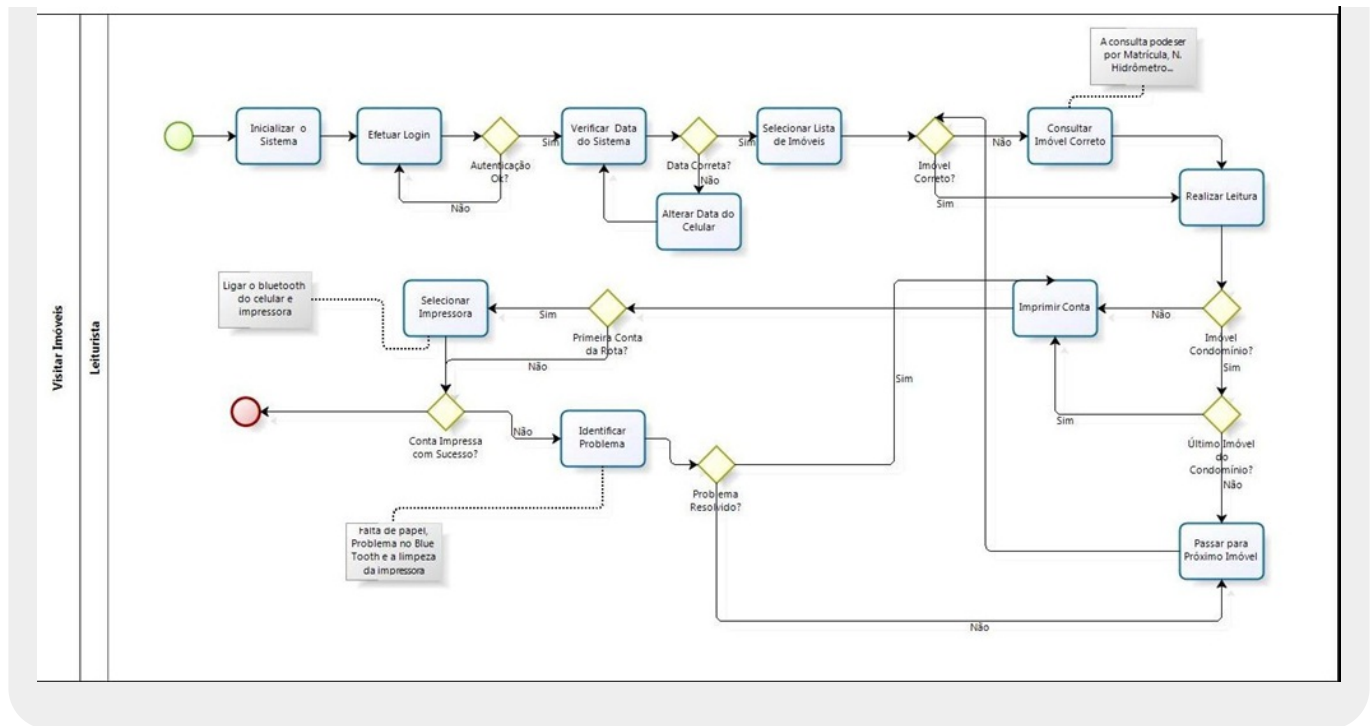 Visitar Imóveis
Leiturista
A consulta pode ser
por Matrícula, N.
Hidrômetro...
Inicializar o
Sistema
Efetuar Login
Autenticação
Ok?
Sim
Não
Verificar Data
do Sistema
Data Correta?
Sim
Não
Alterar Data do
Celular
Selecionar Lista
de Imóveis
Imóvel
Correto?
Não
Sim
Consultar
Imóvel Correto
Realizar Leitura
Ligar o bluetooth
do celular e
impressora
Selecionar
Impressora
Sim
Primeira Conta
da Rota?
Não
Imprimir Conta
Não
Imóvel
Condomínio?
Sim
Sim
Último Imóvel
do
Condomínio?
Não
Conta Impressa
com Sucesso?
Não
Identificar
Problema
Problema
Resolvido?
Sim
Falta de papel,
Problema no Blue
Tooth e a limpeza
da impressora
Passar para
Próximo Imóvel
Não